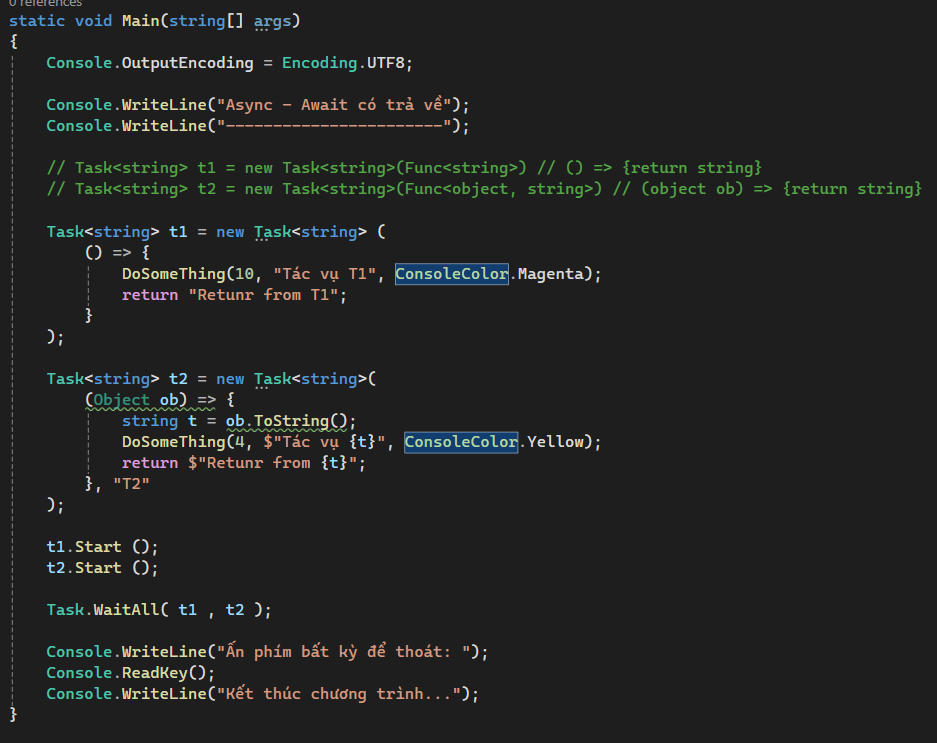 0 references
static void Main(string[] args)
{
Console.OutputEncoding = Encoding.UTF8;
Console.WriteLine("Async - Await có trả về");
Console.WriteLine("-----------------------");
// Task<string> t1 = new Task<string>(Func<string>) // () => {return string}
// Task<string> t2 = new Task<string>(Func<object, string>) // (object ob) => {return string}
Task<string> t1 = new Task<string> (
() => {
DoSomeThing(10, "Tác vụ T1", ConsoleColor.Magenta);
return "Retunr from T1";
}
);
Task<string> t2 = new Task<string>(
(Object ob) => {
string t = ob.ToString();
DoSomeThing(4, $"Tác vụ {t}", ConsoleColor.Yellow);
return $"Retunr from {t}";
}, "T2"
);
t1.Start ();
t2.Start ();
Task.WaitAll( t1 , t2 );
Console.WriteLine("Ấn phím bất kỳ để thoát: ");
Console.ReadKey();
Console.WriteLine("Kết thúc chương trình...");
}